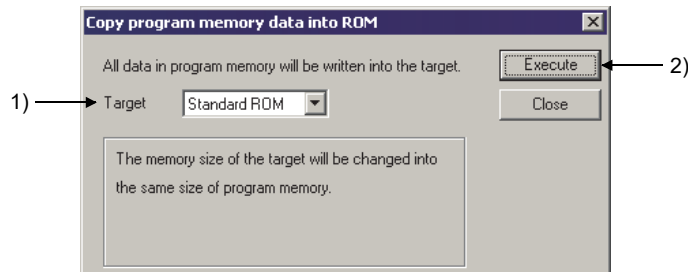 Copy program memory data into ROM
All data in program memory will be written into the target.
Execute
2)
1)
Target
Standard ROM
Close
The memory size of the target will be changed into
the same size of program memory.